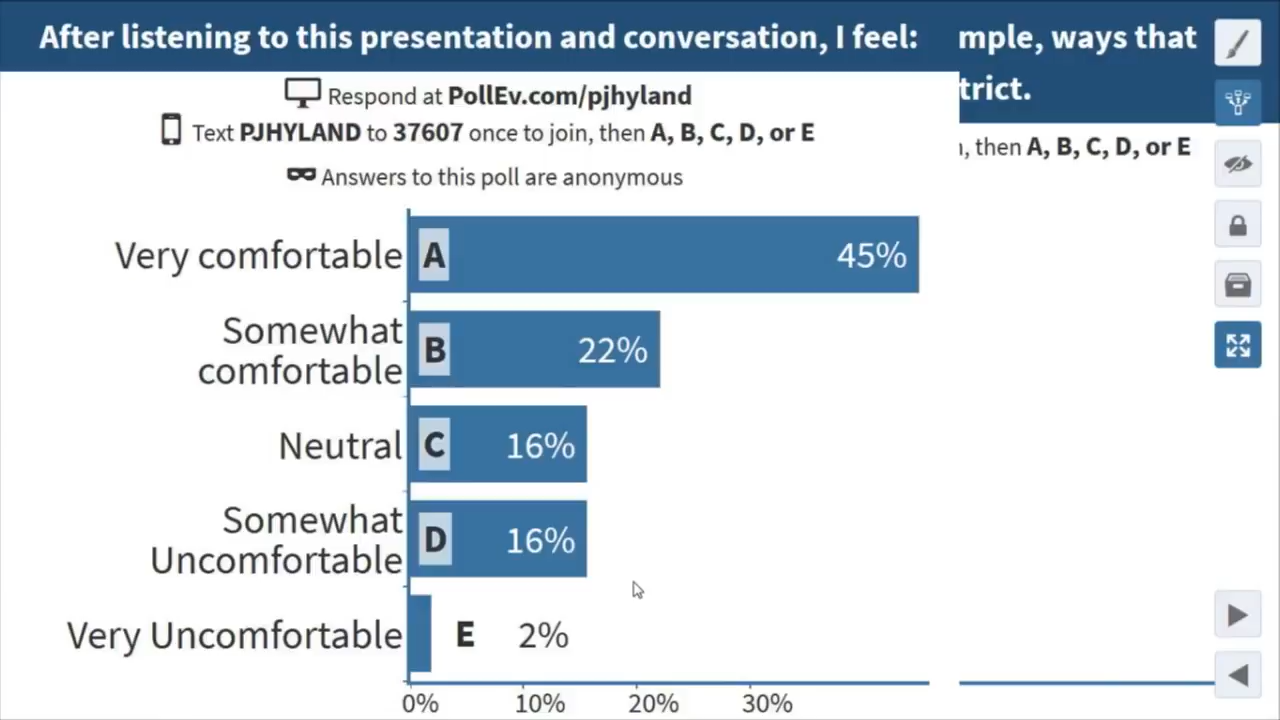 After listening to this presentation and conversation, I feel:
mple, ways that
trict.
Respond at PollEv.com/pjhyland
Text PJHYLAND to 37607 once to join, then A, B, C, D, or E
, then A, B, C, D, or E
Answers to this poll are anonymous
Very comfortable A 45%
Somewhat
comfortable B 22%
Neutral C 16%
Somewhat
Uncomfortable D 16%
Very Uncomfortable E 2%
0% 10% 20% 30%